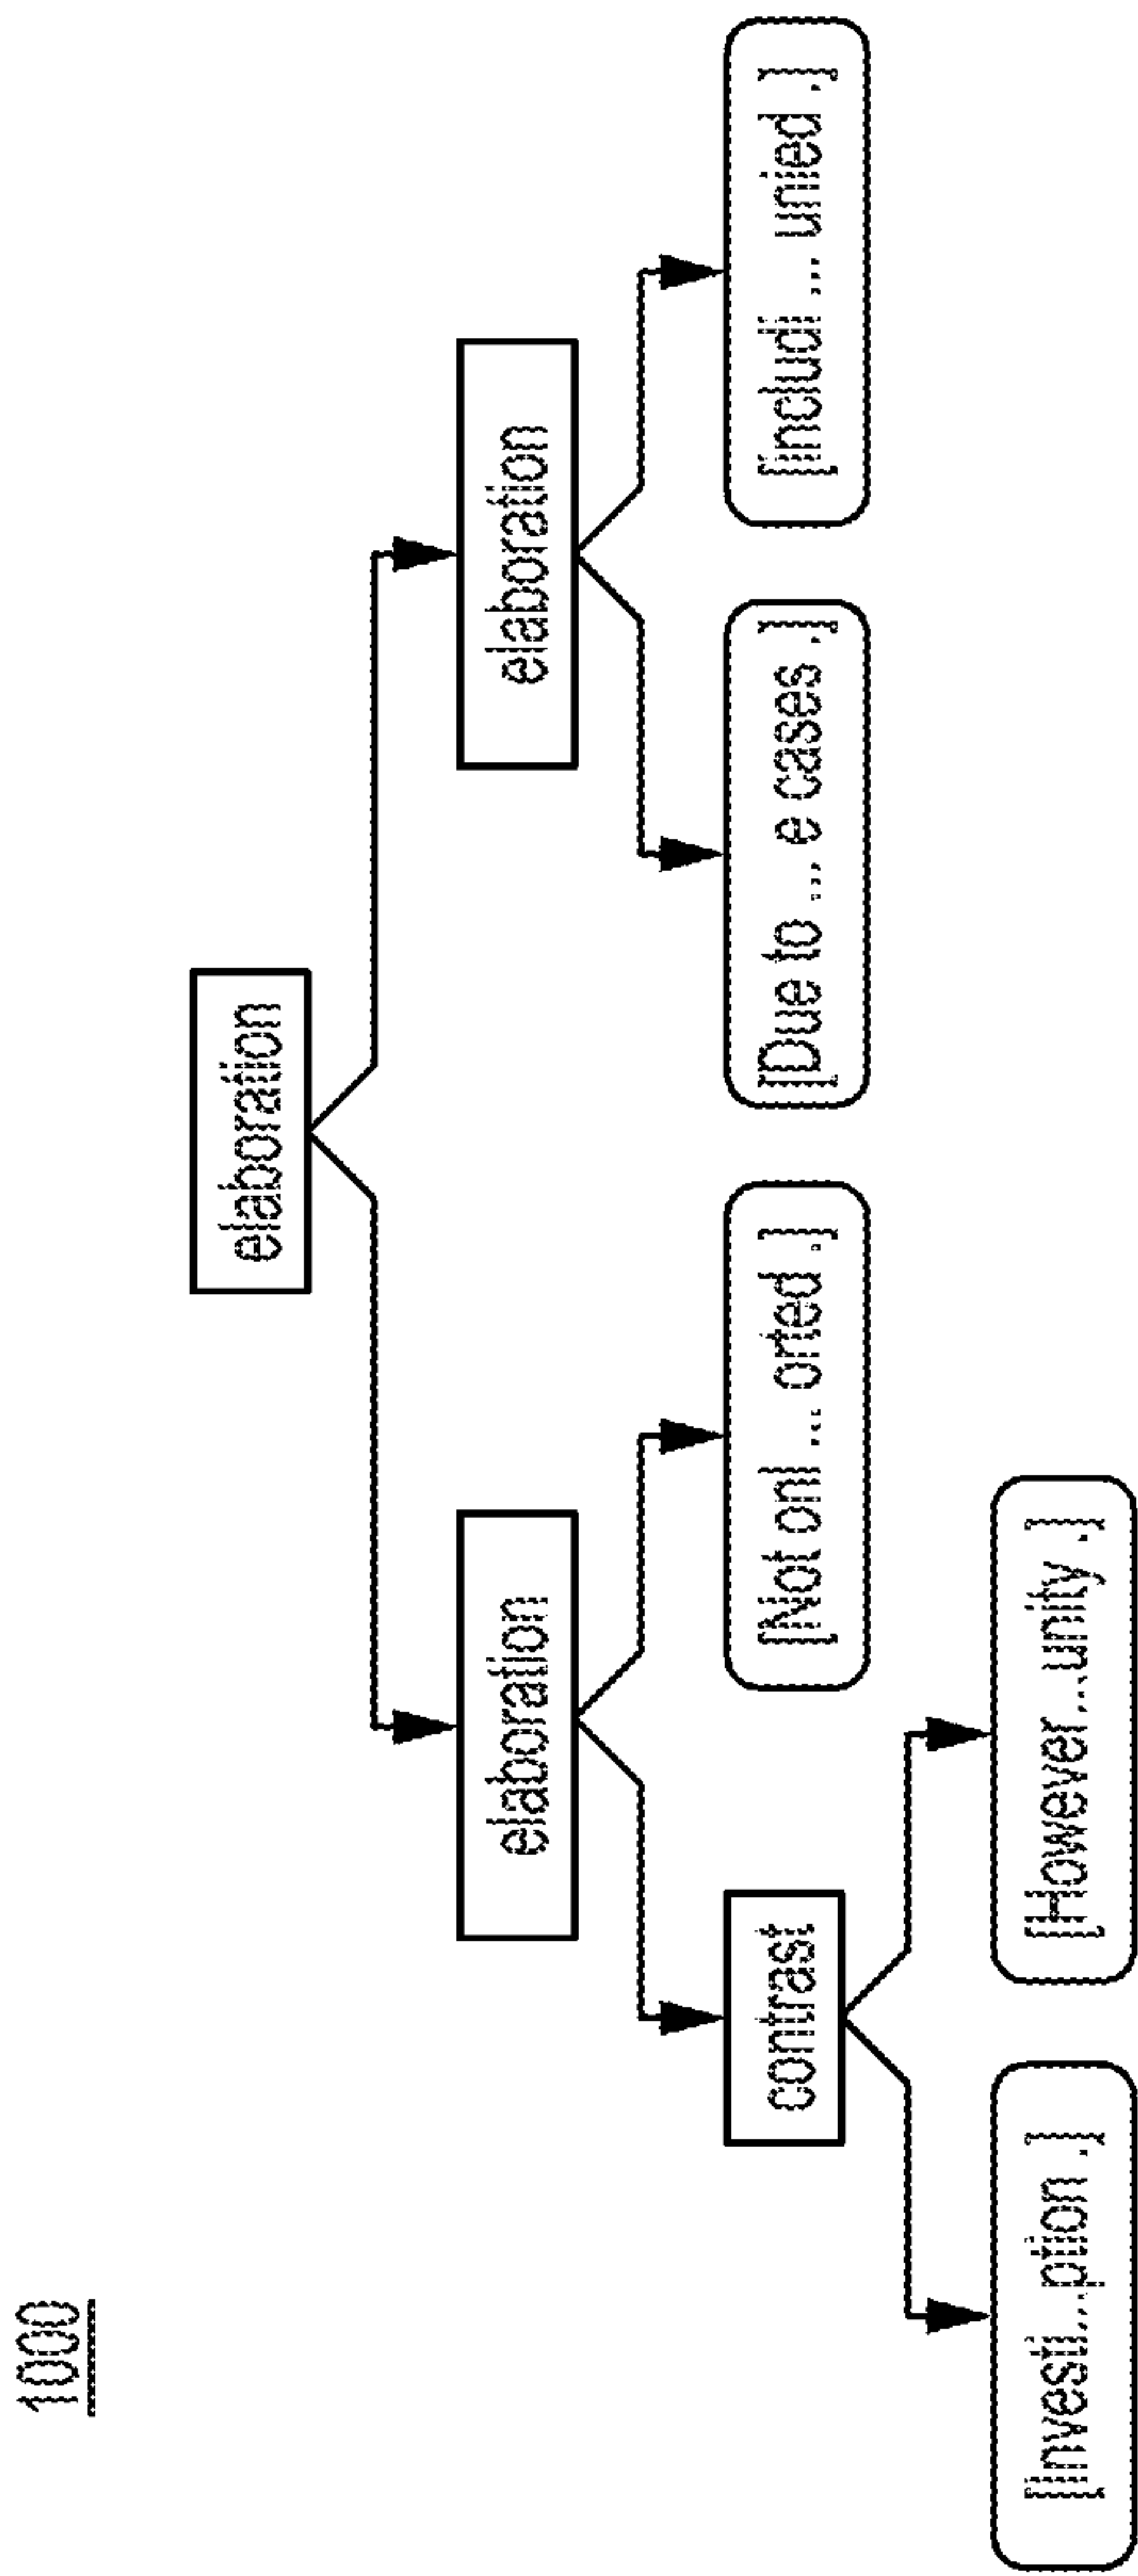 1000
elaboration
elaboration
elaboration
contrast
[Not onl ... orted .]
[Due to ... e cases ,]
[includi ... unied .]
[Investi...ption .]
[However...unity .]